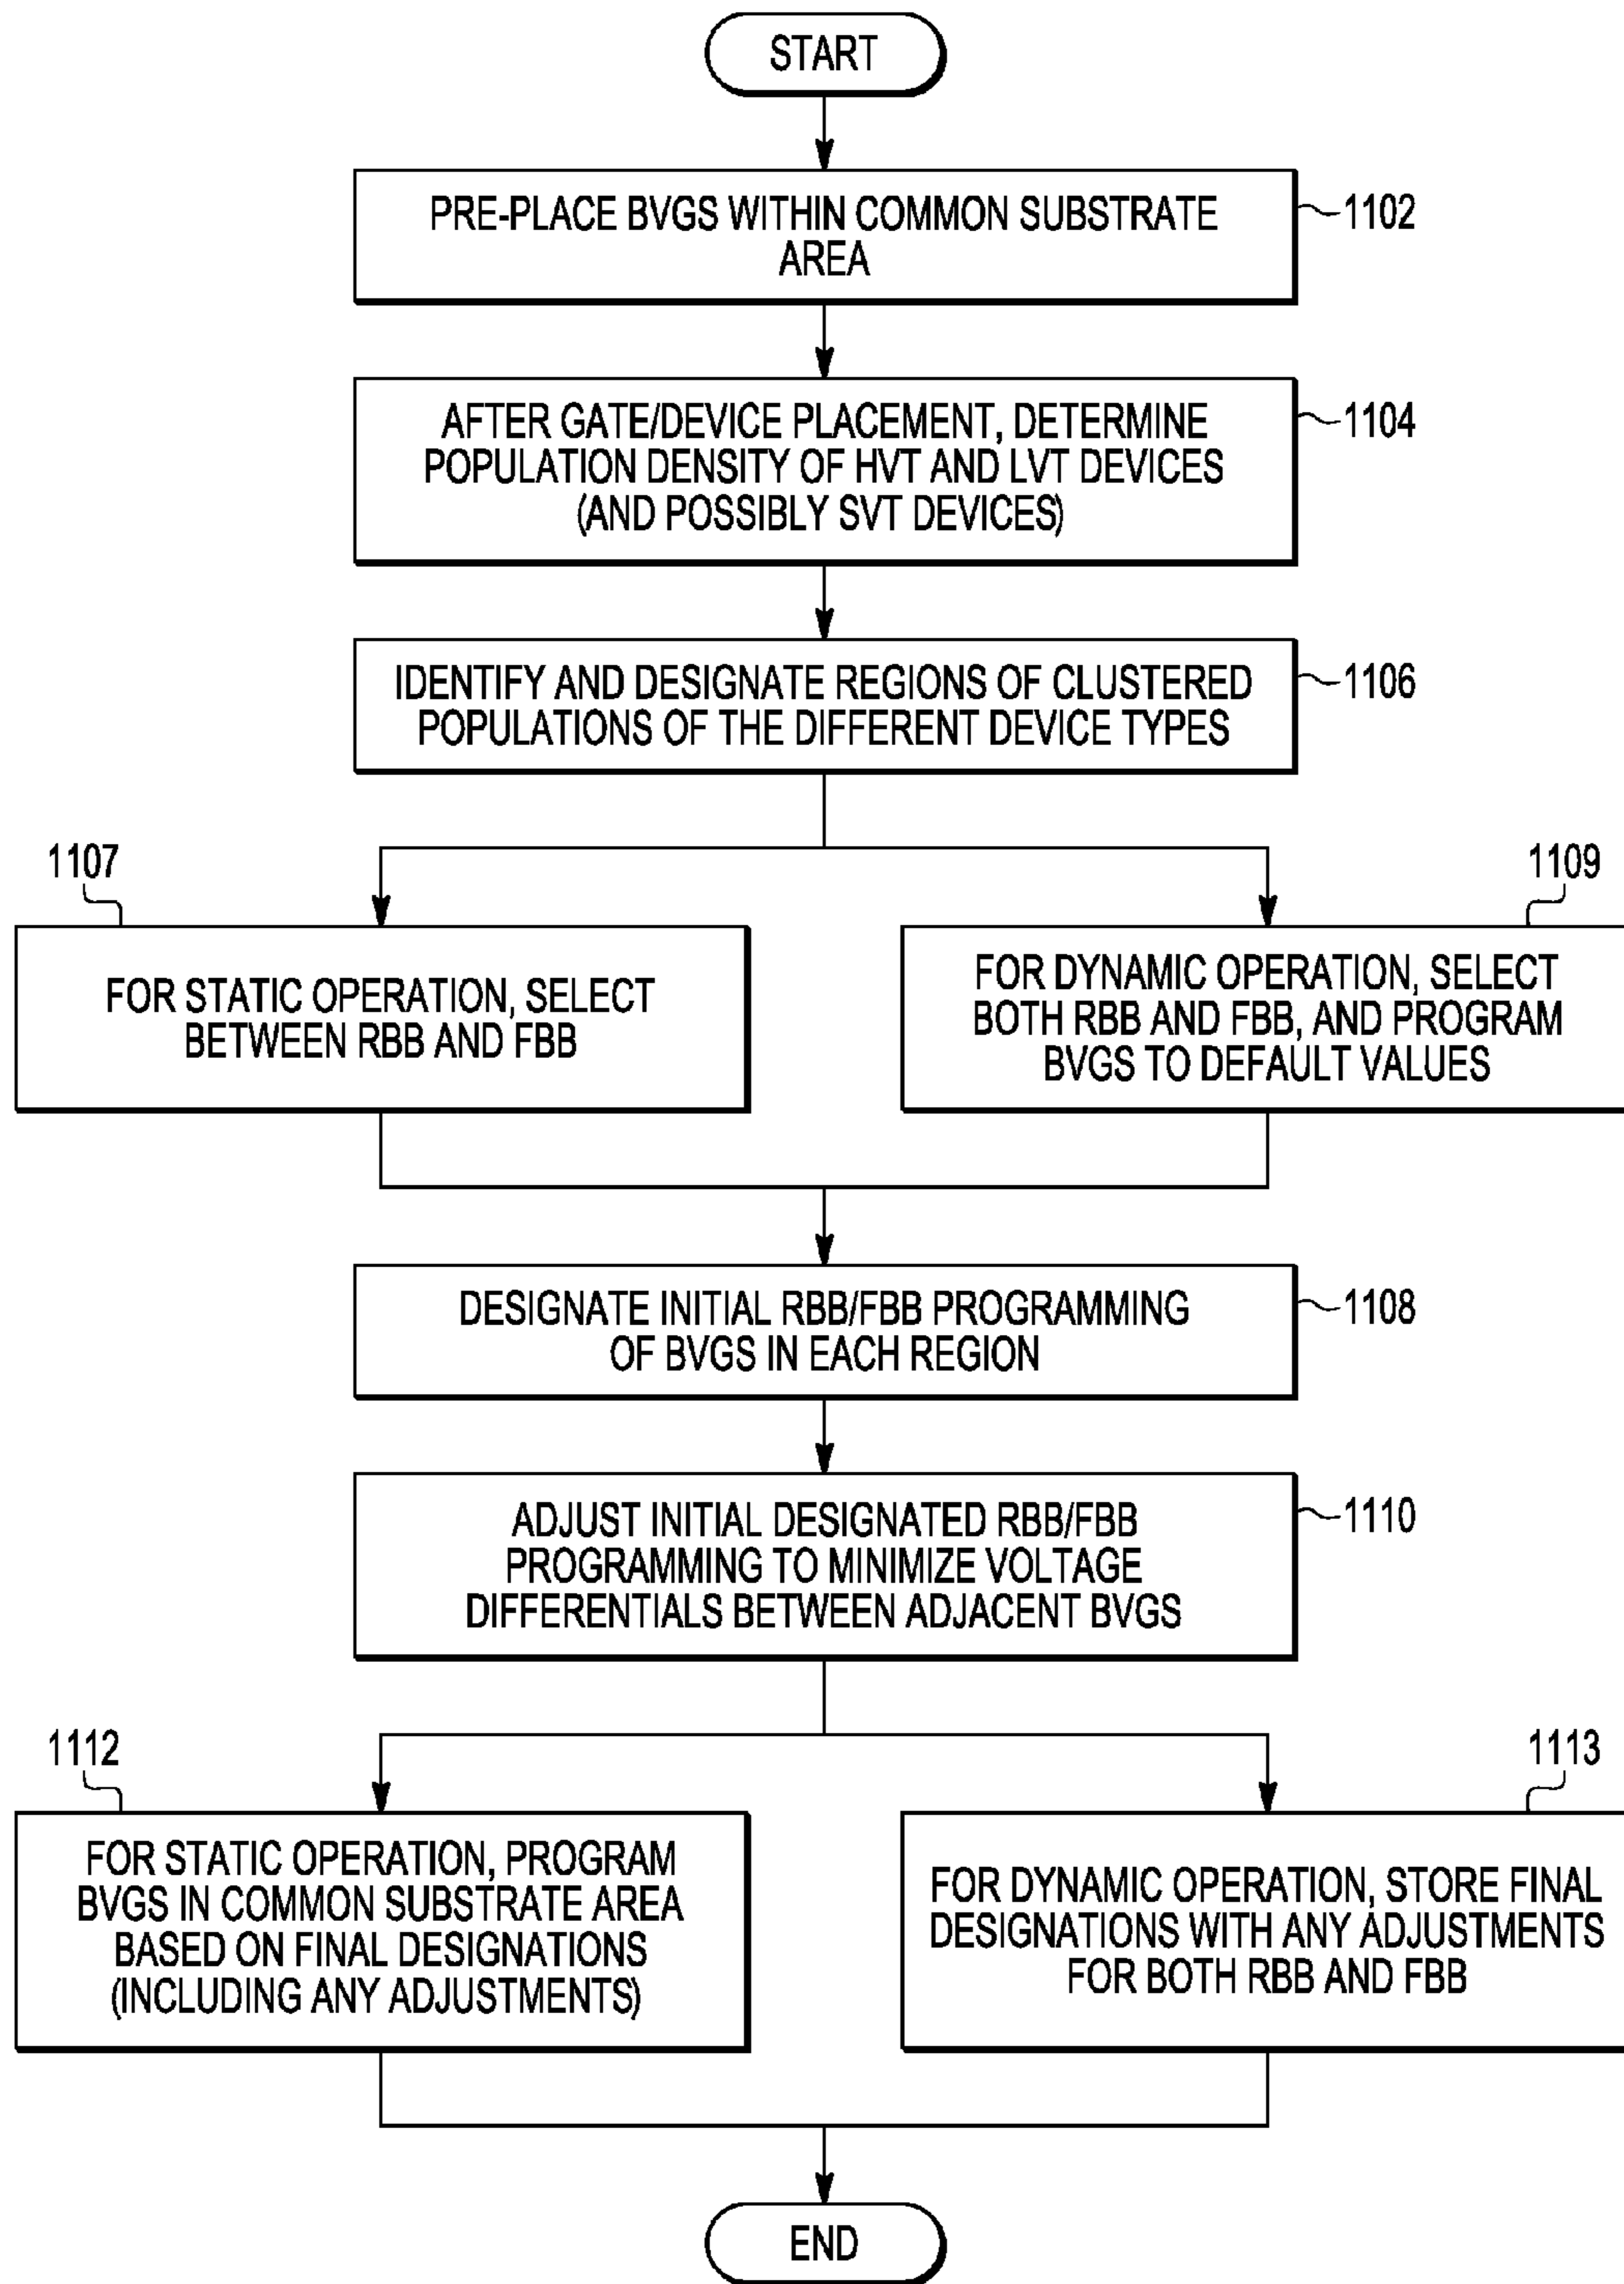 START
PRE-PLACE BVGS WITHIN COMMON SUBSTRATE
AREA
1102
AFTER GATE/DEVICE PLACEMENT, DETERMINE
POPULATION DENSITY OF HVT AND LVT DEVICES
(AND POSSIBLY SVT DEVICES)
1104
IDENTIFY AND DESIGNATE REGIONS OF CLUSTERED
POPULATIONS OF THE DIFFERENT DEVICE TYPES
1106
1107
FOR STATIC OPERATION, SELECT
BETWEEN RBB AND FBB
1109
FOR DYNAMIC OPERATION, SELECT
BOTH RBB AND FBB, AND PROGRAM
BVGS TO DEFAULT VALUES
DESIGNATE INITIAL RBB/FBB PROGRAMMING
OF BVGS IN EACH REGION
1108
ADJUST INITIAL DESIGNATED RBB/FBB
PROGRAMMING TO MINIMIZE VOLTAGE
DIFFERENTIALS BETWEEN ADJACENT BVGS
1110
1112
FOR STATIC OPERATION, PROGRAM
BVGS IN COMMON SUBSTRATE AREA
BASED ON FINAL DESIGNATIONS
(INCLUDING ANY ADJUSTMENTS)
1113
FOR DYNAMIC OPERATION, STORE FINAL
DESIGNATIONS WITH ANY ADJUSTMENTS
FOR BOTH RBB AND FBB
END